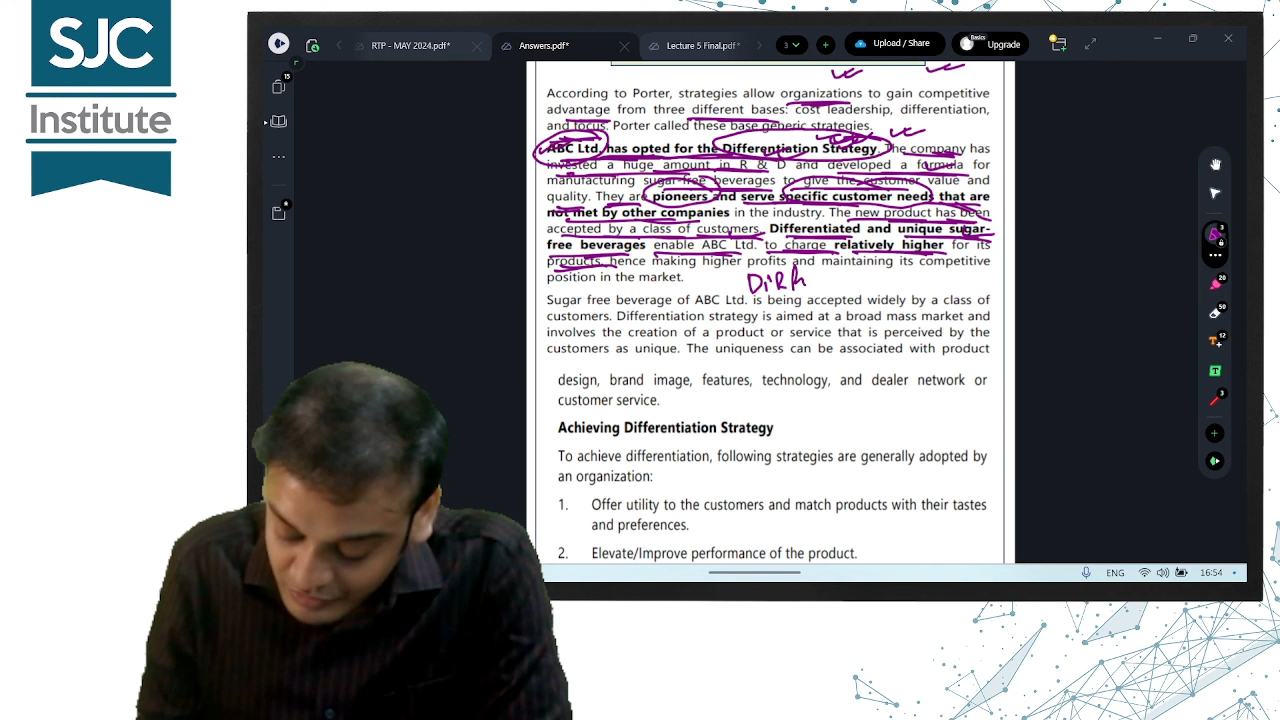 SJC
Institute
RTP - MAY 2024.pdf*
Answers.pdf*
Lecture 5 Final.pdf*
3
Upload / Share
Basics
Upgrade
15
According to Porter, strategies allow organizations to gain competitive
advantage from three different bases: cost leadership, differentiation,
and focus. Porter called these base generic strategies.
ABC Ltd. has opted for the Differentiation Strategy. The company has
invested a huge amount in R & D and developed a formula for
manufacturing sugar-free beverages to give the customer value and
quality. They are pioneers and serve specific customer needs that are
not met by other companies in the industry. The new product has been
accepted by a class of customers. Differentiated and unique sugar-
free beverages enable ABC Ltd. to charge relatively higher for its
products, hence making higher profits and maintaining its competitive
position in the market.
Sugar free beverage of ABC Ltd. is being accepted widely by a class of
customers. Differentiation strategy is aimed at a broad mass market and
involves the creation of a product or service that is perceived by the
customers as unique. The uniqueness can be associated with product
design, brand image, features, technology, and dealer network or
customer service.
Achieving Differentiation Strategy
To achieve differentiation, following strategies are generally adopted by
an organization:
1. Offer utility to the customers and match products with their tastes
and preferences.
2. Elevate/Improve performance of the product.
3
20
50
12
T
3
ENG
16:54